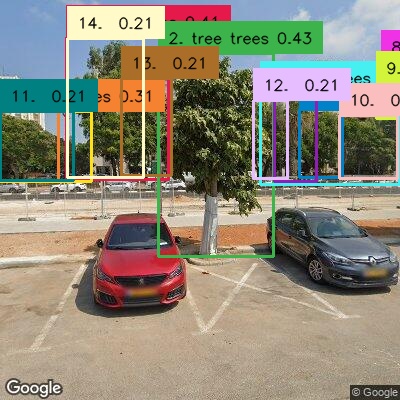 14. 0.21
0.41
2. tree trees 0.43
13. 0.21
ees
12. 0.21
9.
11. 0.21
es 0.31
10. 0
Google
© Google